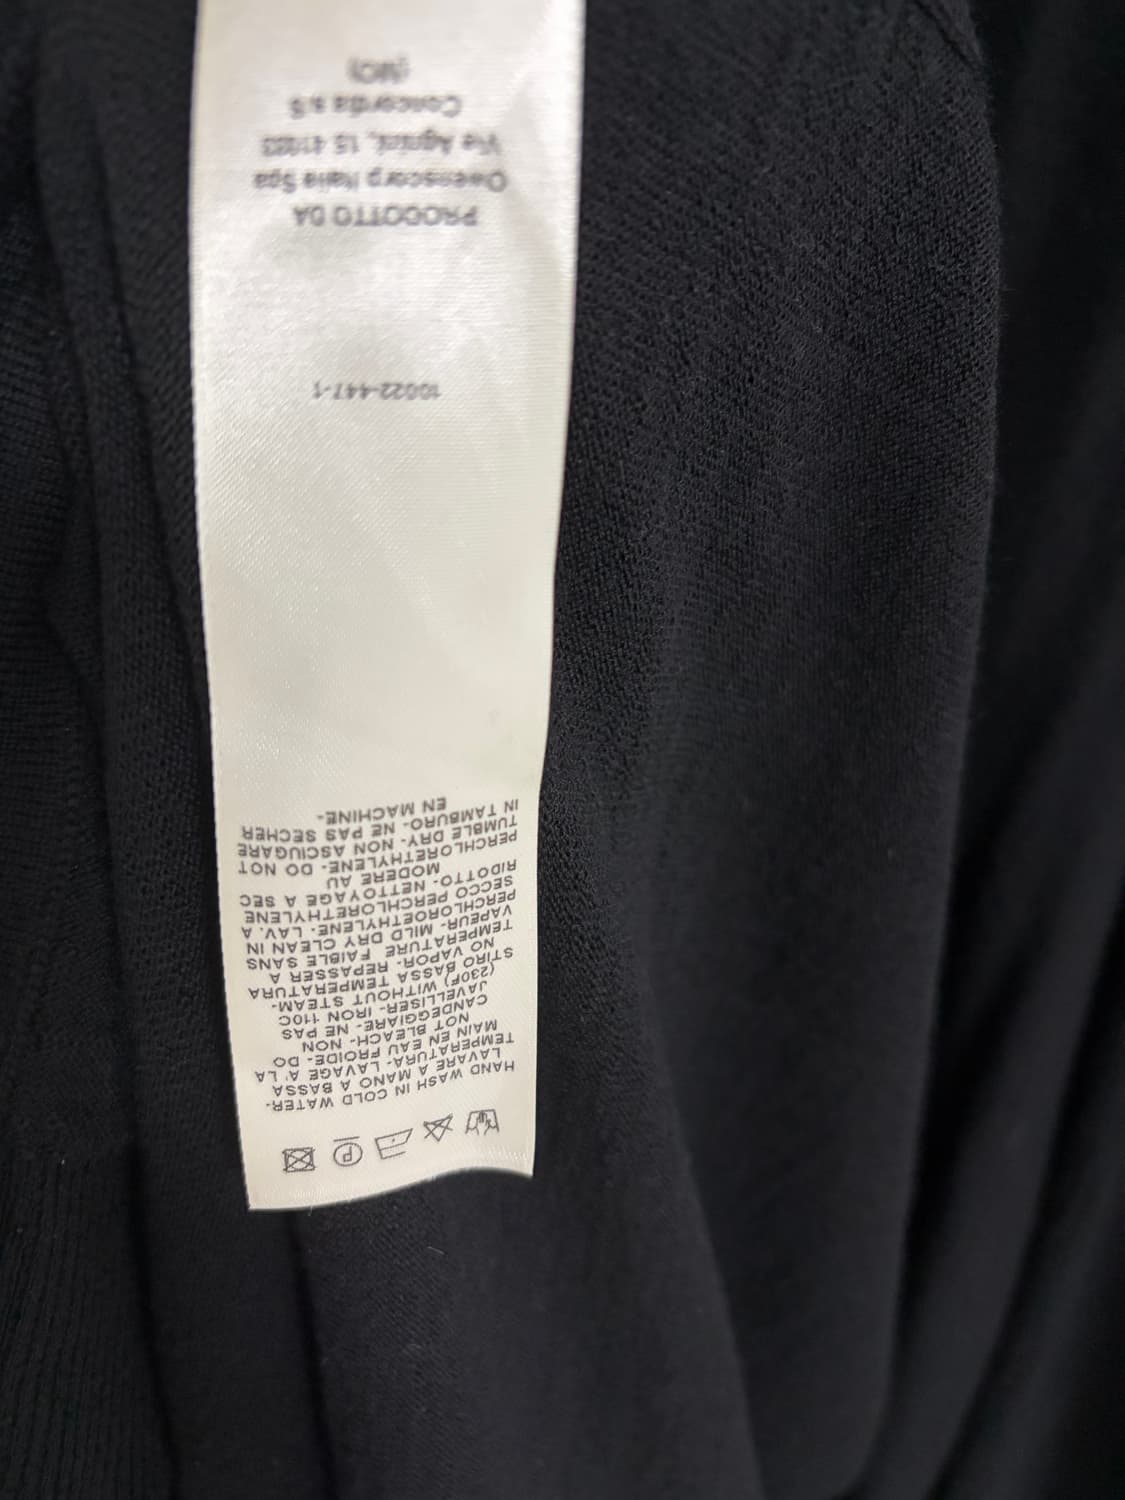 HAND WASH IN COLD WATER-
LAVARE A MANO A BASSA
TEMPERATURA- LAVAGE A' LA
MAIN EN EAU FROIDE- DO
NOT BLEACH- NON
CANDEGGIARE- NE PAS
JAVELLISER- IRON 110C
(230F) WITHOUT STEAM-
STIRO BASSA TEMPERATURA
NO VAPOR- REPASSER A
TEMPERATURE FAIBLE SANS
VAPEUR- MILD DRY CLEAN IN
PERCHLOROETHYLENE- LAV. A
SECCO PERCHLORETHYLENE
RIDOTTO- NETTOYAGE A SEC
MODERE AU
PERCHLORETHYLENE- DO NOT
TUMBLE DRY- NON ASCIUGARE
IN TAMBURO- NE PAS SECHER
EN MACHINE-
10022-447-1
PRODOTTO DA
Owenscorp Italia Spa
Via Agnini, 15 41033
Concordia s/S
(MO)